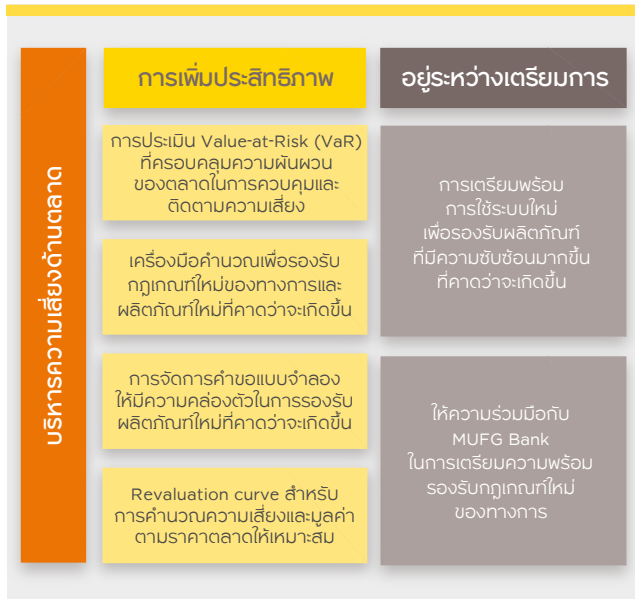 บริหารความเสี่ยงด้านตลาด
การเพิ่มประสิทธิภาพ
การประเมิน Value-at-Risk (VaR)
ที่ครอบคลุมความผันผวน
ของตลาดในการควบคุมและ
ติดตามความเสี่ยง
เครื่องมือคำนวณเพื่อรองรับ
กฎเกณฑ์ใหม่ของทางการและ
ผลิตภัณฑ์ใหม่ที่คาดว่าจะเกิดขึ้น
การจัดการคำขอแบบจำลอง
ให้มีความคล่องตัวในการรองรับ
ผลิตภัณฑ์ใหม่ที่คาดว่าจะเกิดขึ้น
Revaluation curve สำหรับ
การคำนวณความเสี่ยงและมูลค่า
ตามราคาตลาดให้เหมาะสม
อยู่ระหว่างเตรียมการ
การเตรียมพร้อม
การใช้ระบบใหม่
เพื่อรองรับผลิตภัณฑ์
ที่มีความซับซ้อนมากขึ้น
ที่คาดว่าจะเกิดขึ้น
ให้ความร่วมมือกับ
MUFG Bank
ในการเตรียมความพร้อม
รองรับกฎเกณฑ์ใหม่
ของทางการ